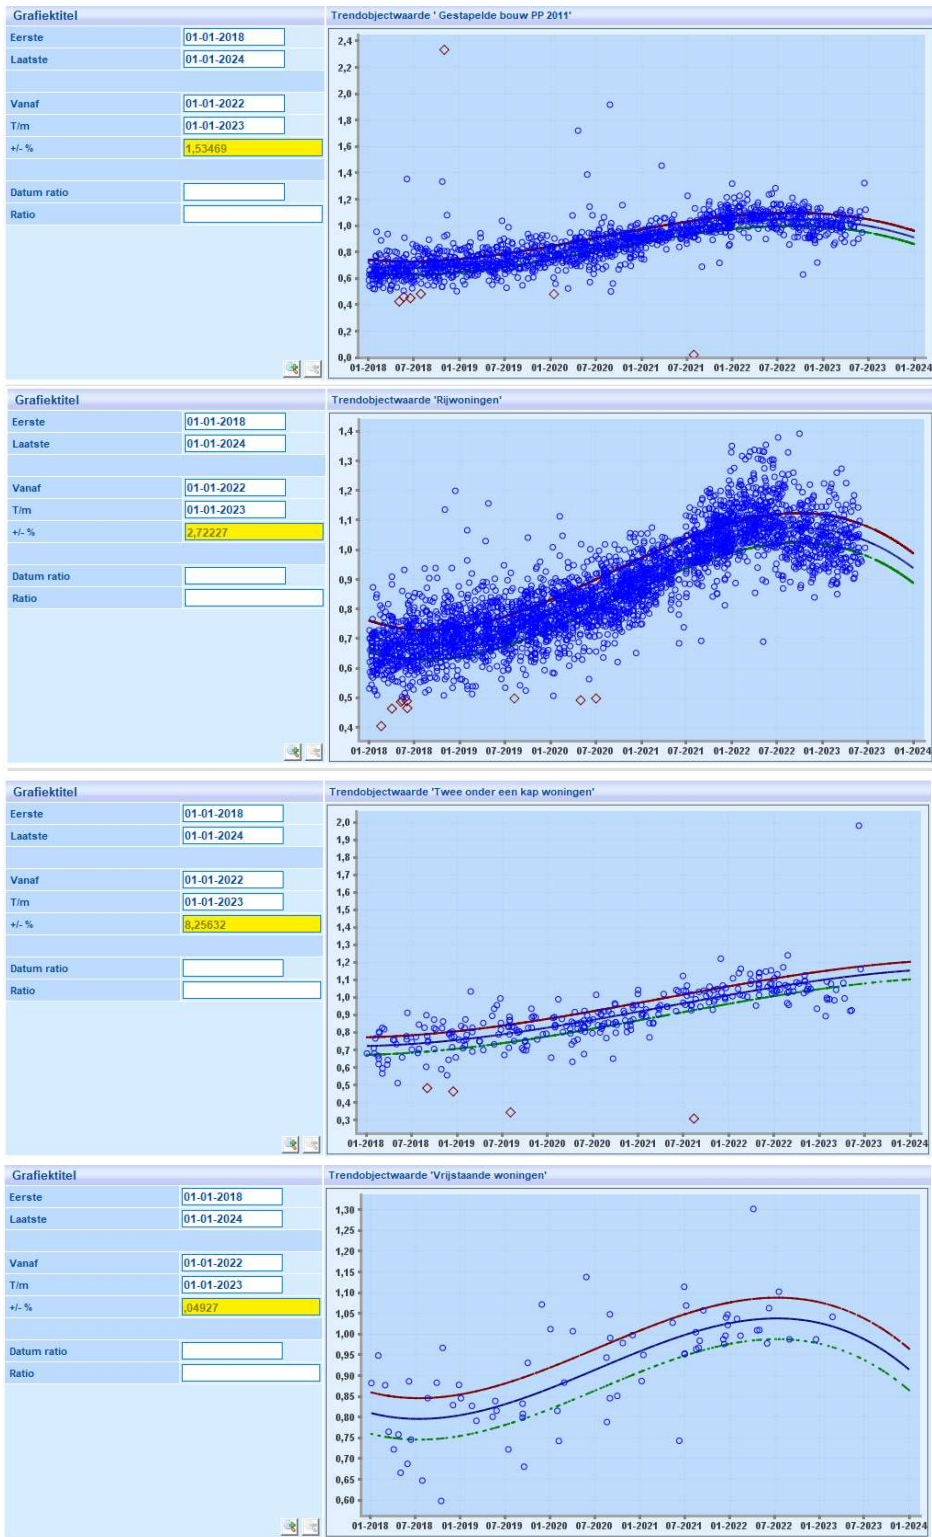 Grafiektitel
Trendobjectwaarde ' Gestapelde bouw PP 2011'
Eerste 01-01-2018
Laatste 01-01-2024
Vanaf 01-01-2022
T/m 01-01-2023
+/- % 1,53469
Datum ratio
Ratio
2,4
2,2
2,0
1,8
1,6
1,4
1,2
1,0
0,8
0,6
0,4
0,2
0,0
01-2018 07-2018 01-2019 07-2019 01-2020 07-2020 01-2021 07-2021 01-2022 07-2022 01-2023 07-2023 01-2024
Grafiektitel
Trendobjectwaarde 'Rijwoningen'
Eerste 01-01-2018
Laatste 01-01-2024
Vanaf 01-01-2022
T/m 01-01-2023
+/- % 2,72227
Datum ratio
Ratio
1,4
1,3
1,2
1,1
1,0
0,9
0,8
0,7
0,6
0,5
0,4
01-2018 07-2018 01-2019 07-2019 01-2020 07-2020 01-2021 07-2021 01-2022 07-2022 01-2023 07-2023 01-2024
Grafiektitel
Trendobjectwaarde 'Twee onder een kap woningen'
Eerste 01-01-2018
Laatste 01-01-2024
Vanaf 01-01-2022
T/m 01-01-2023
+/- % 8,25632
Datum ratio
Ratio
2,0
1,9
1,8
1,7
1,6
1,5
1,4
1,3
1,2
1,1
1,0
0,9
0,8
0,7
0,6
0,5
0,4
0,3
01-2018 07-2018 01-2019 07-2019 01-2020 07-2020 01-2021 07-2021 01-2022 07-2022 01-2023 07-2023 01-2024
Grafiektitel
Trendobjectwaarde 'Vrijstaande woningen'
Eerste 01-01-2018
Laatste 01-01-2024
Vanaf 01-01-2022
T/m 01-01-2023
+/- % ,04927
Datum ratio
Ratio
1,30
1,25
1,20
1,15
1,10
1,05
1,00
0,95
0,90
0,85
0,80
0,75
0,70
0,65
0,60
01-2018 07-2018 01-2019 07-2019 01-2020 07-2020 01-2021 07-2021 01-2022 07-2022 01-2023 07-2023 01-2024